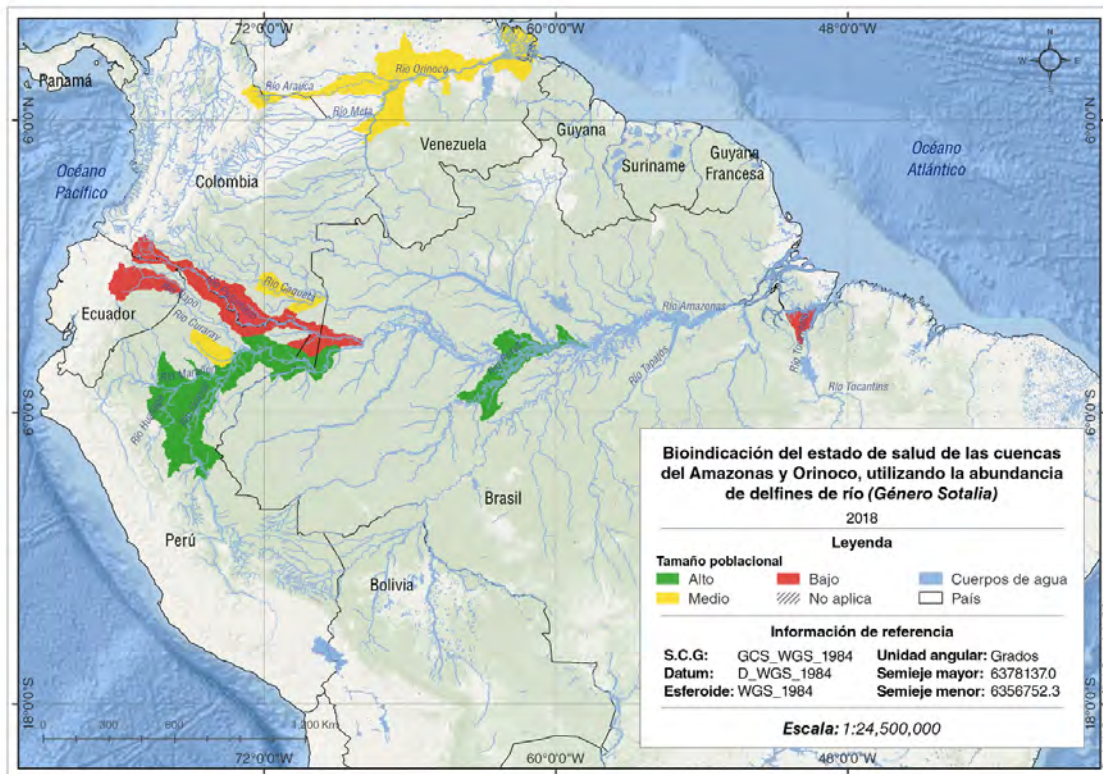 72°0'0"W
60°0'0"W
48°0'0"W
Panamá
6°0'0"N
6°0'0"N
Río Arauca
Río Orinoco
Río Meta
Venezuela
Guyana
Suriname
Guyana
Francesa
Océano
Pacífico
Colombia
Océano
Atlántico
N
W
E
S
Río Caquetá
Río Curaray
Ecuador
Río Amazonas
Río Tapajós
Río Tocantins
6°0'0"S
6°0'0"S
Perú
Brasil
Bolivia
Bioindicación del estado de salud de las cuencas
del Amazonas y Orinoco, utilizando la abundancia
de delfines de río (Género Sotalia)
2018
Leyenda
Tamaño poblacional
Alto
Bajo
Cuerpos de agua
Medio
No aplica
País
Información de referencia
S.C.G: GCS_WGS_1984 Unidad angular: Grados
Datum: D_WGS_1984 Semieje mayor: 6378137.0
Esferoide: WGS_1984 Semieje menor: 6356752.3
Escala: 1:24,500,000
18°0'0"S
18°0'0"S
0 300 600 1,200 Km
72°0'0"W
60°0'0"W
48°0'0"W